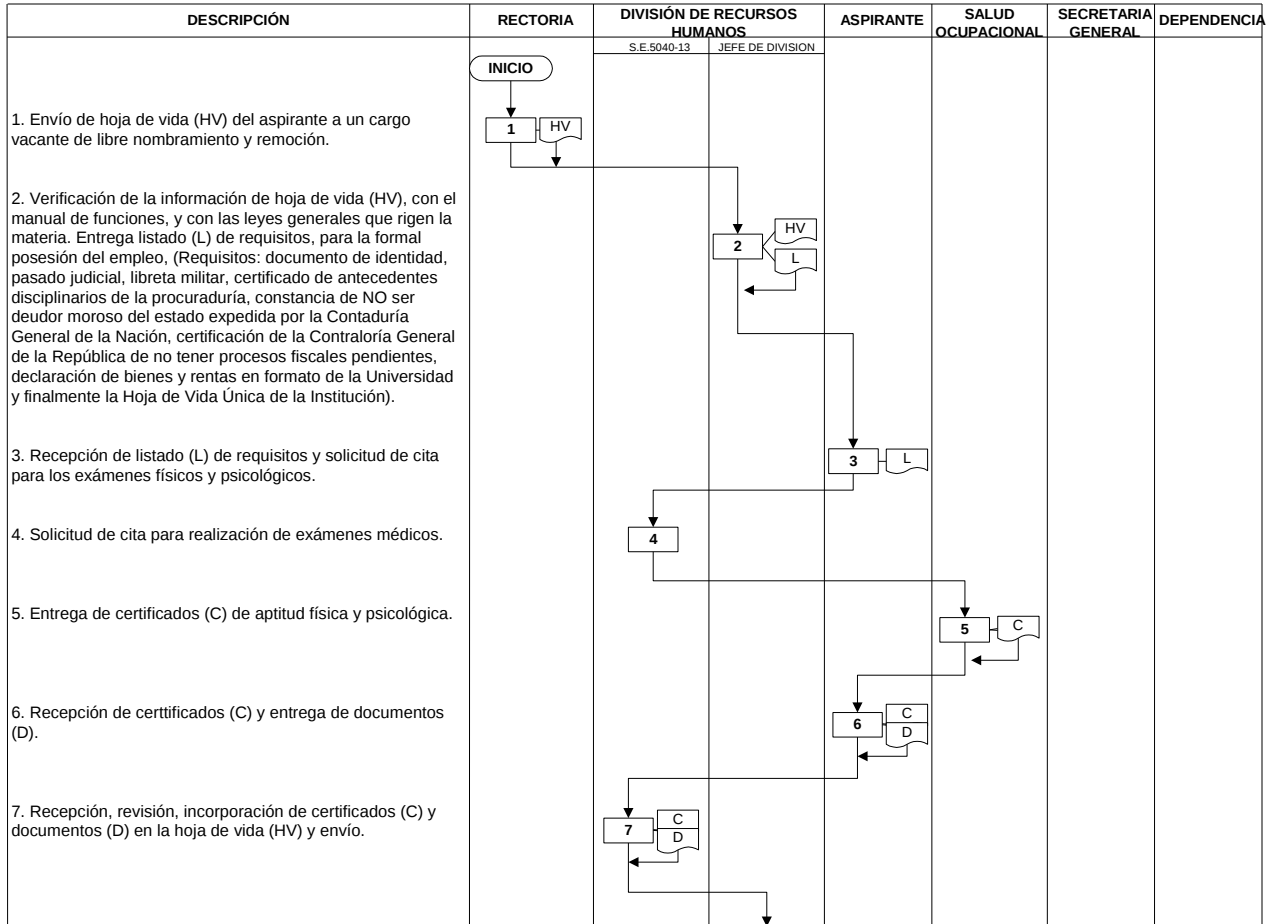 DESCRIPCIÓN
RECTORIA
DIVISIÓN DE RECURSOS
HUMANOS
ASPIRANTE
SALUD
OCUPACIONAL
SECRETARIA
GENERAL
DEPENDENCIA
S.E.5040-13
JEFE DE DIVISION
INICIO
1. Envío de hoja de vida (HV) del aspirante a un cargo
vacante de libre nombramiento y remoción.
1
HV
2. Verificación de la información de hoja de vida (HV), con el
manual de funciones, y con las leyes generales que rigen la
materia. Entrega listado (L) de requisitos, para la formal
posesión del empleo, (Requisitos: documento de identidad,
pasado judicial, libreta militar, certificado de antecedentes
disciplinarios de la procuraduría, constancia de NO ser
deudor moroso del estado expedida por la Contaduría
General de la Nación, certificación de la Contraloría General
de la República de no tener procesos fiscales pendientes,
declaración de bienes y rentas en formato de la Universidad
y finalmente la Hoja de Vida Única de la Institución).
2
HV
L
3. Recepción de listado (L) de requisitos y solicitud de cita
para los exámenes físicos y psicológicos.
3
L
4. Solicitud de cita para realización de exámenes médicos.
4
5. Entrega de certificados (C) de aptitud física y psicológica.
5
C
6. Recepción de certtificados (C) y entrega de documentos
(D).
6
C
D
7. Recepción, revisión, incorporación de certificados (C) y
documentos (D) en la hoja de vida (HV) y envío.
7
C
D